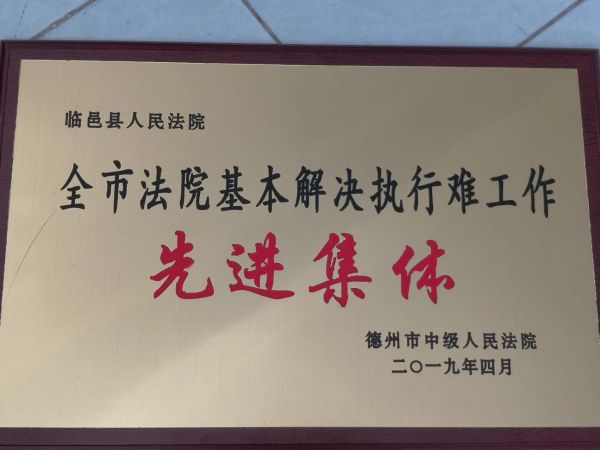 临邑县人民法院
全市法院基本解决执行难工作
先进集体
德州市中级人民法院
二〇一九年四月